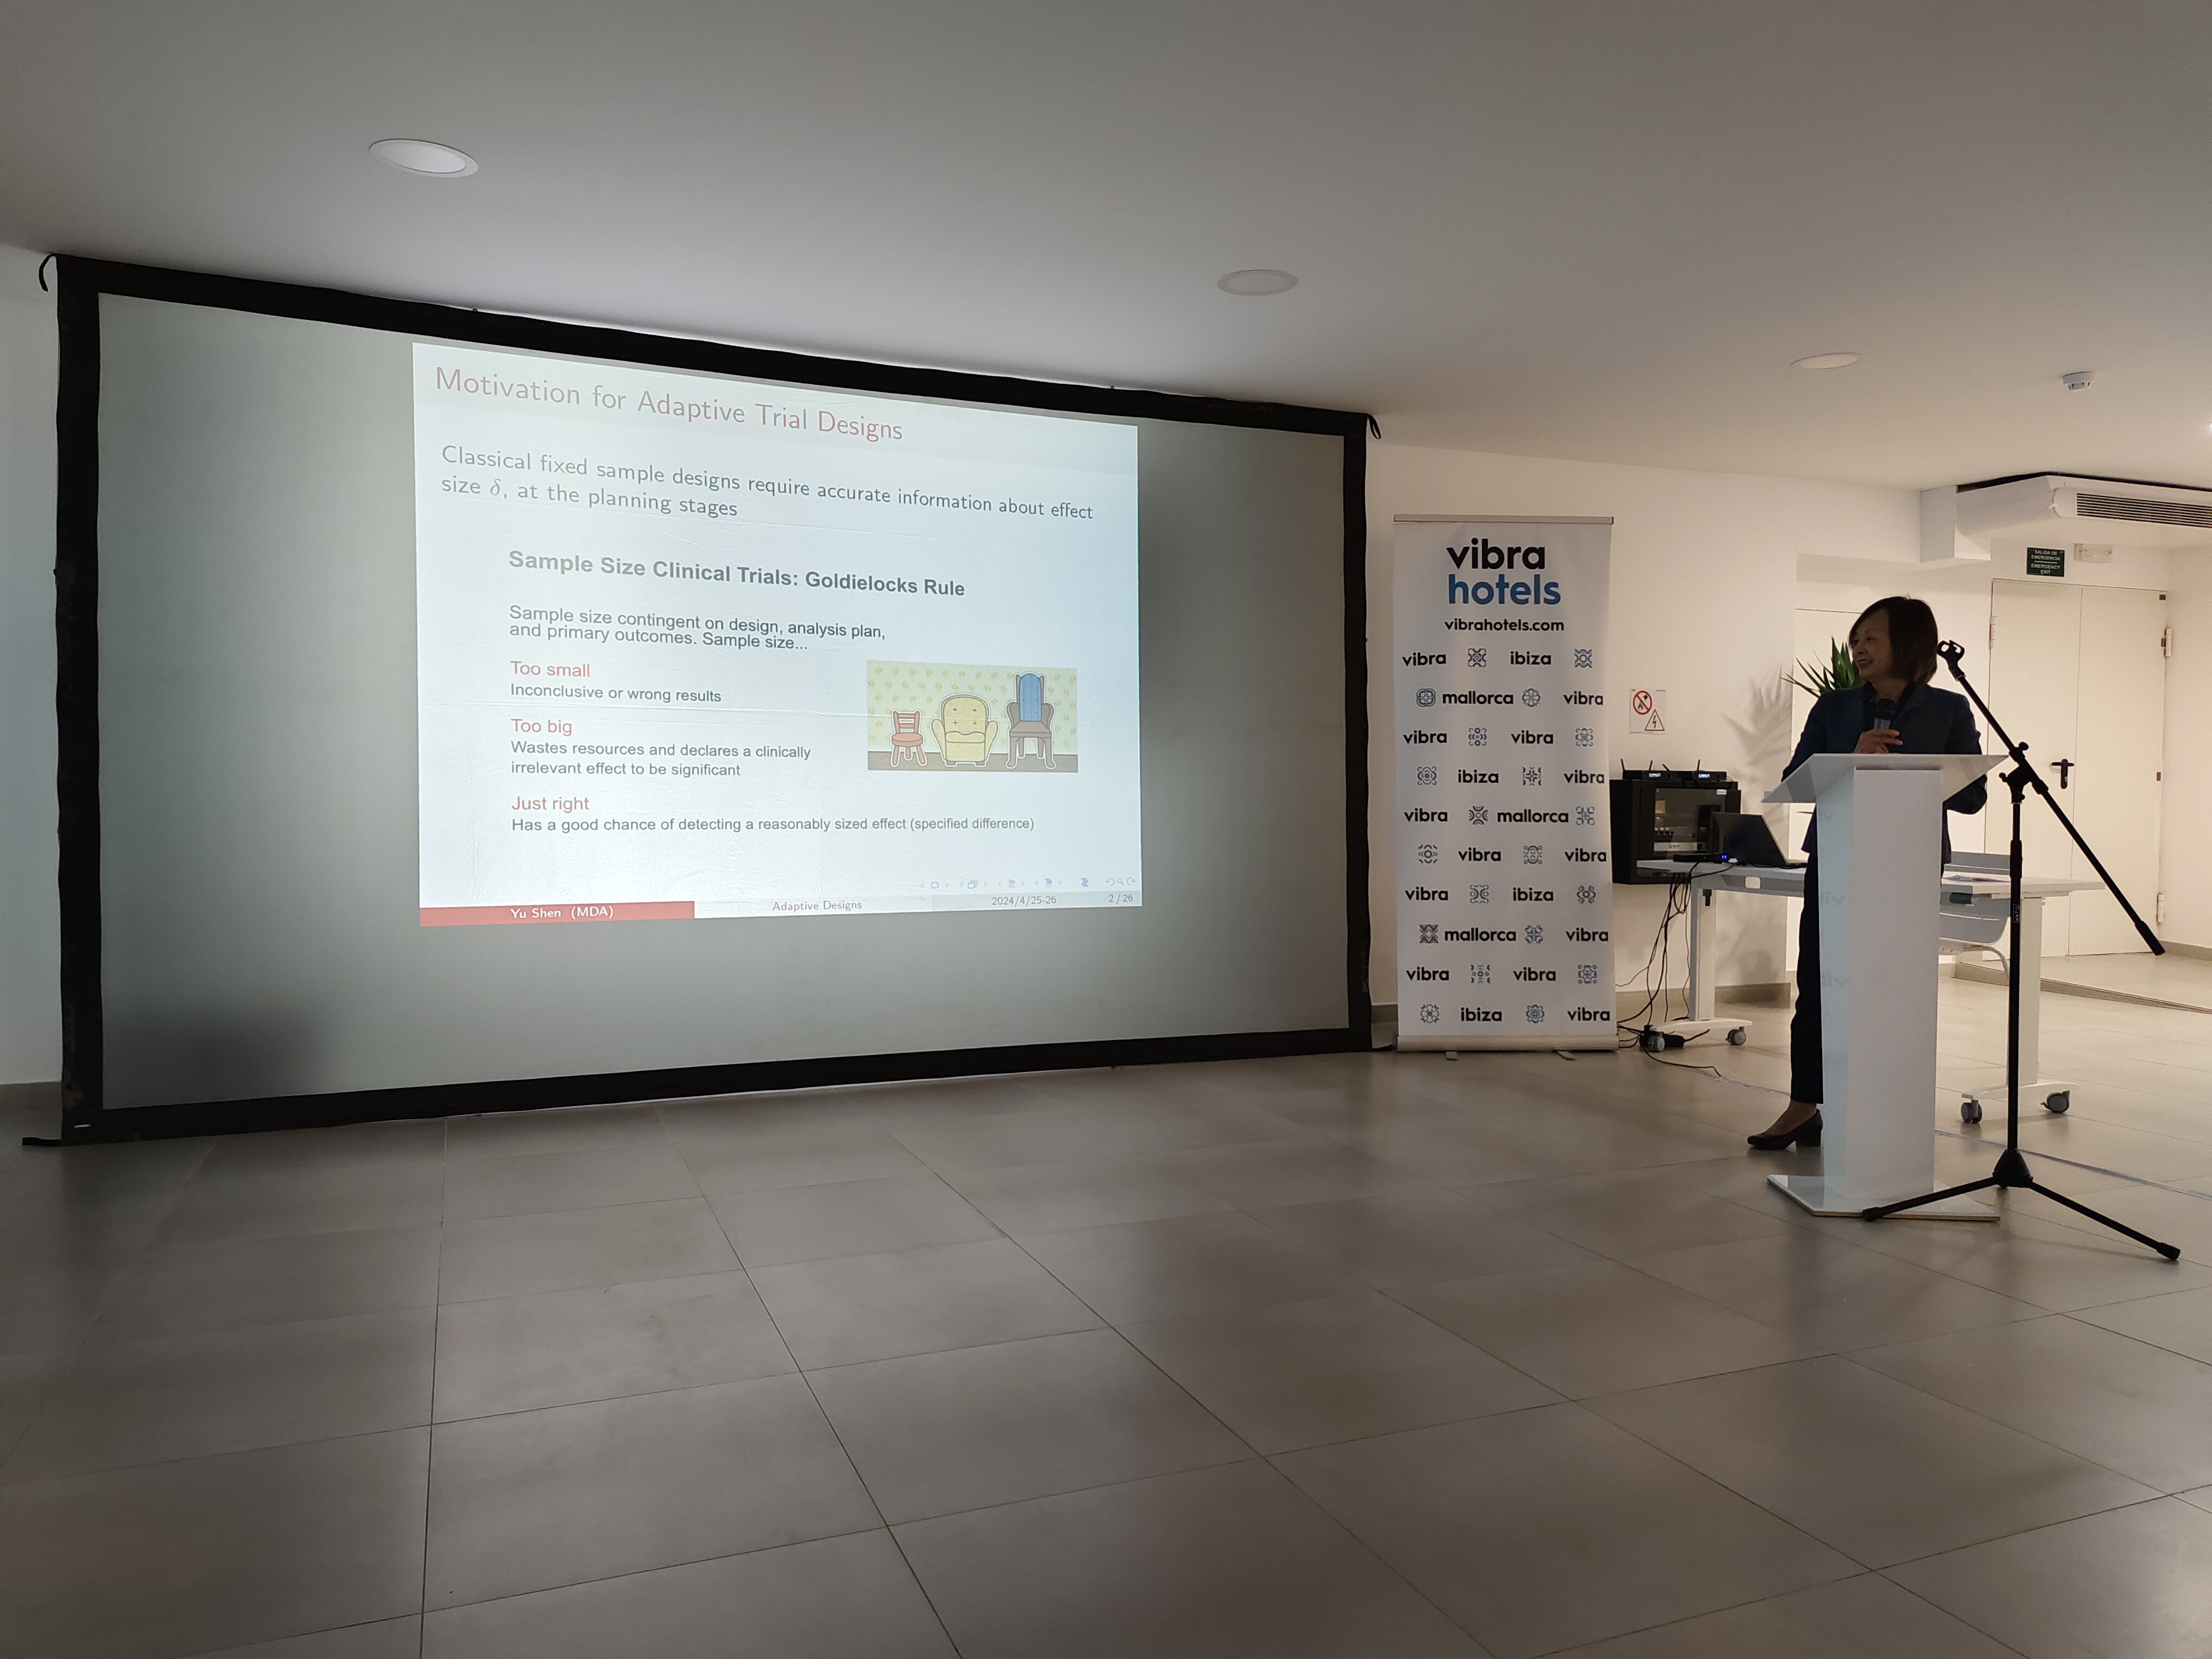 Motivation for Adaptive Trial Designs
Classical fixed sample designs require accurate information about effect
size δ, at the planning stages
Sample Size Clinical Trials: Goldielocks Rule
Sample size contingent on design, analysis plan,
and primary outcomes. Sample size...
Too small
Inconclusive or wrong results
Too big
Wastes resources and declares a clinically
irrelevant effect to be significant
Just right
Has a good chance of detecting a reasonably sized effect (specified difference)
Yu Shen (MDA)
Adaptive Designs
2024/4/25-26
2 / 26
vibra
hotels
vibrahotels.com
vibra ibiza
mallorca vibra
vibra vibra
ibiza vibra
vibra mallorca
vibra vibra
vibra ibiza
mallorca vibra
vibra vibra
ibiza vibra
SALIDA DE
EMERGENCIA
EMERGENCY
EXIT